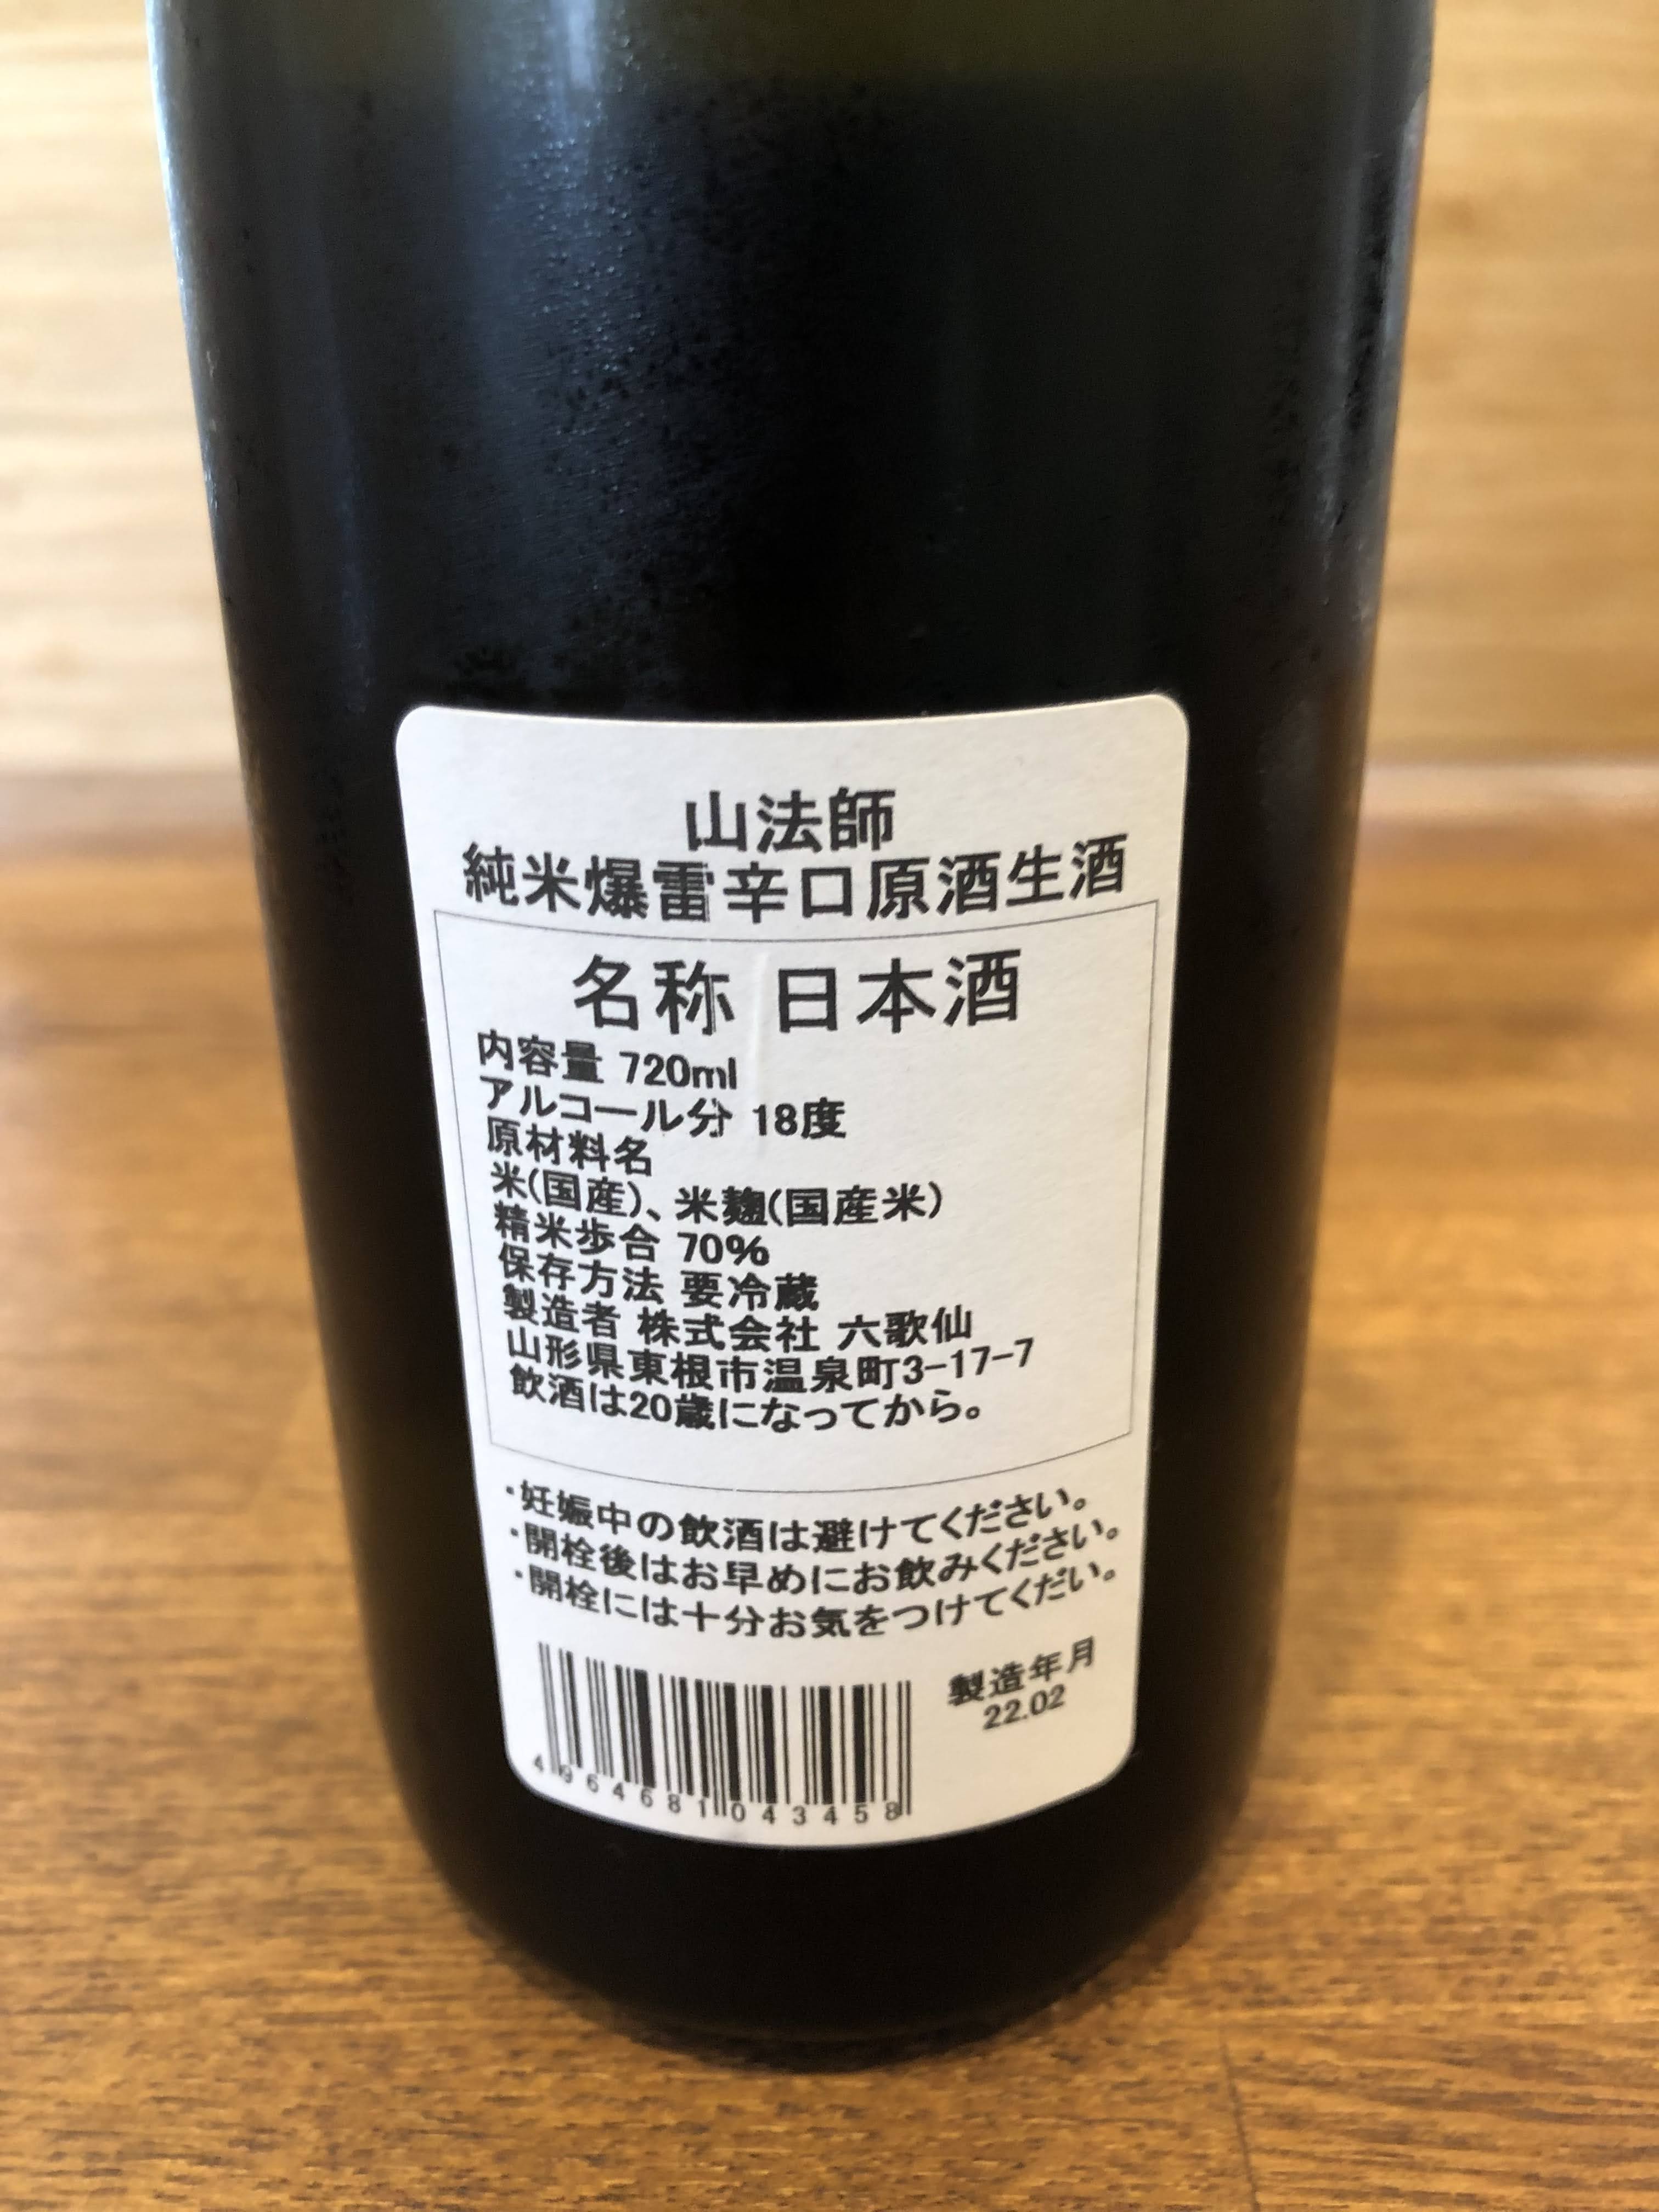 山法師
純米爆雷辛口原酒生酒
名称 日本酒
内容量 720ml
アルコール分 18度
原材料名
米(国産)、米麹(国産米)
精米歩合 70%
保存方法 要冷蔵
製造者 株式会社 六歌仙
山形県東根市温泉町3-17-7
飲酒は20歳になってから。
・妊娠中の飲酒は避けてください。
・開栓後はお早めにお飲みください。
・開栓には十分お気をつけてくだい。
製造年月
22.02
4964681043458